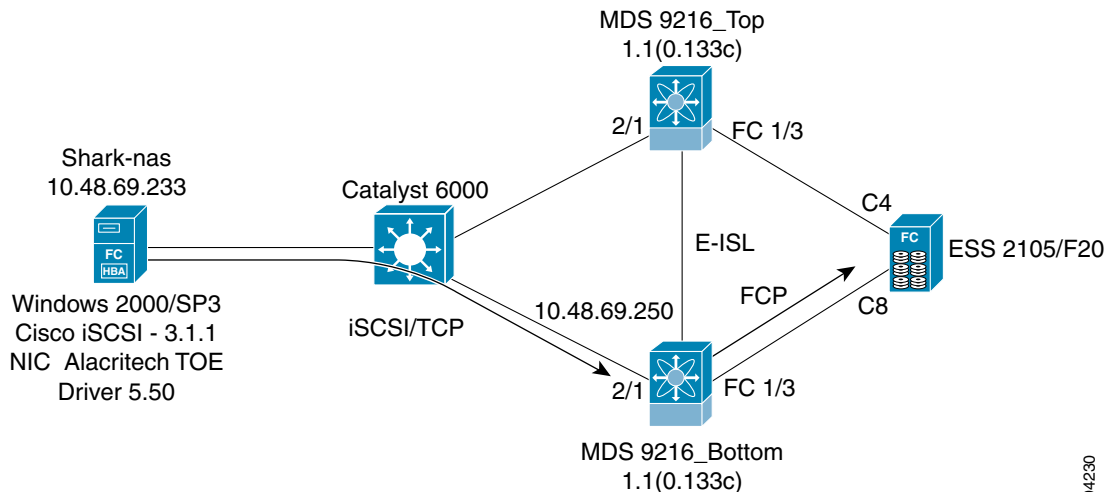 MDS 9216_Top
1.1(0.133c)
2/1
FC 1/3
Shark-nas
10.48.69.233
Catalyst 6000
C4
FC
HBA
E-ISL
FC
ESS 2105/F20
Windows 2000/SP3
Cisco iSCSI - 3.1.1
NIC Alacritech TOE
Driver 5.50
iSCSI/TCP
10.48.69.250
FCP
C8
2/1
FC 1/3
MDS 9216_Bottom
1.1(0.133c)